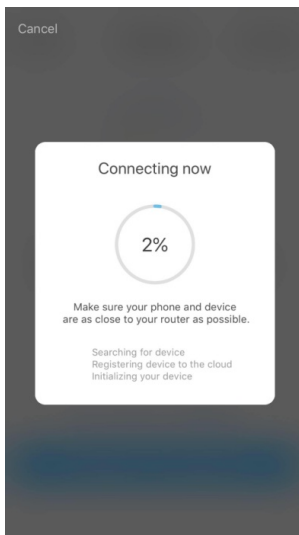 Cancel
Connecting now
2%
Make sure your phone and device
are as close to your router as possible.
Searching for device
Registering device to the cloud
Initializing your device